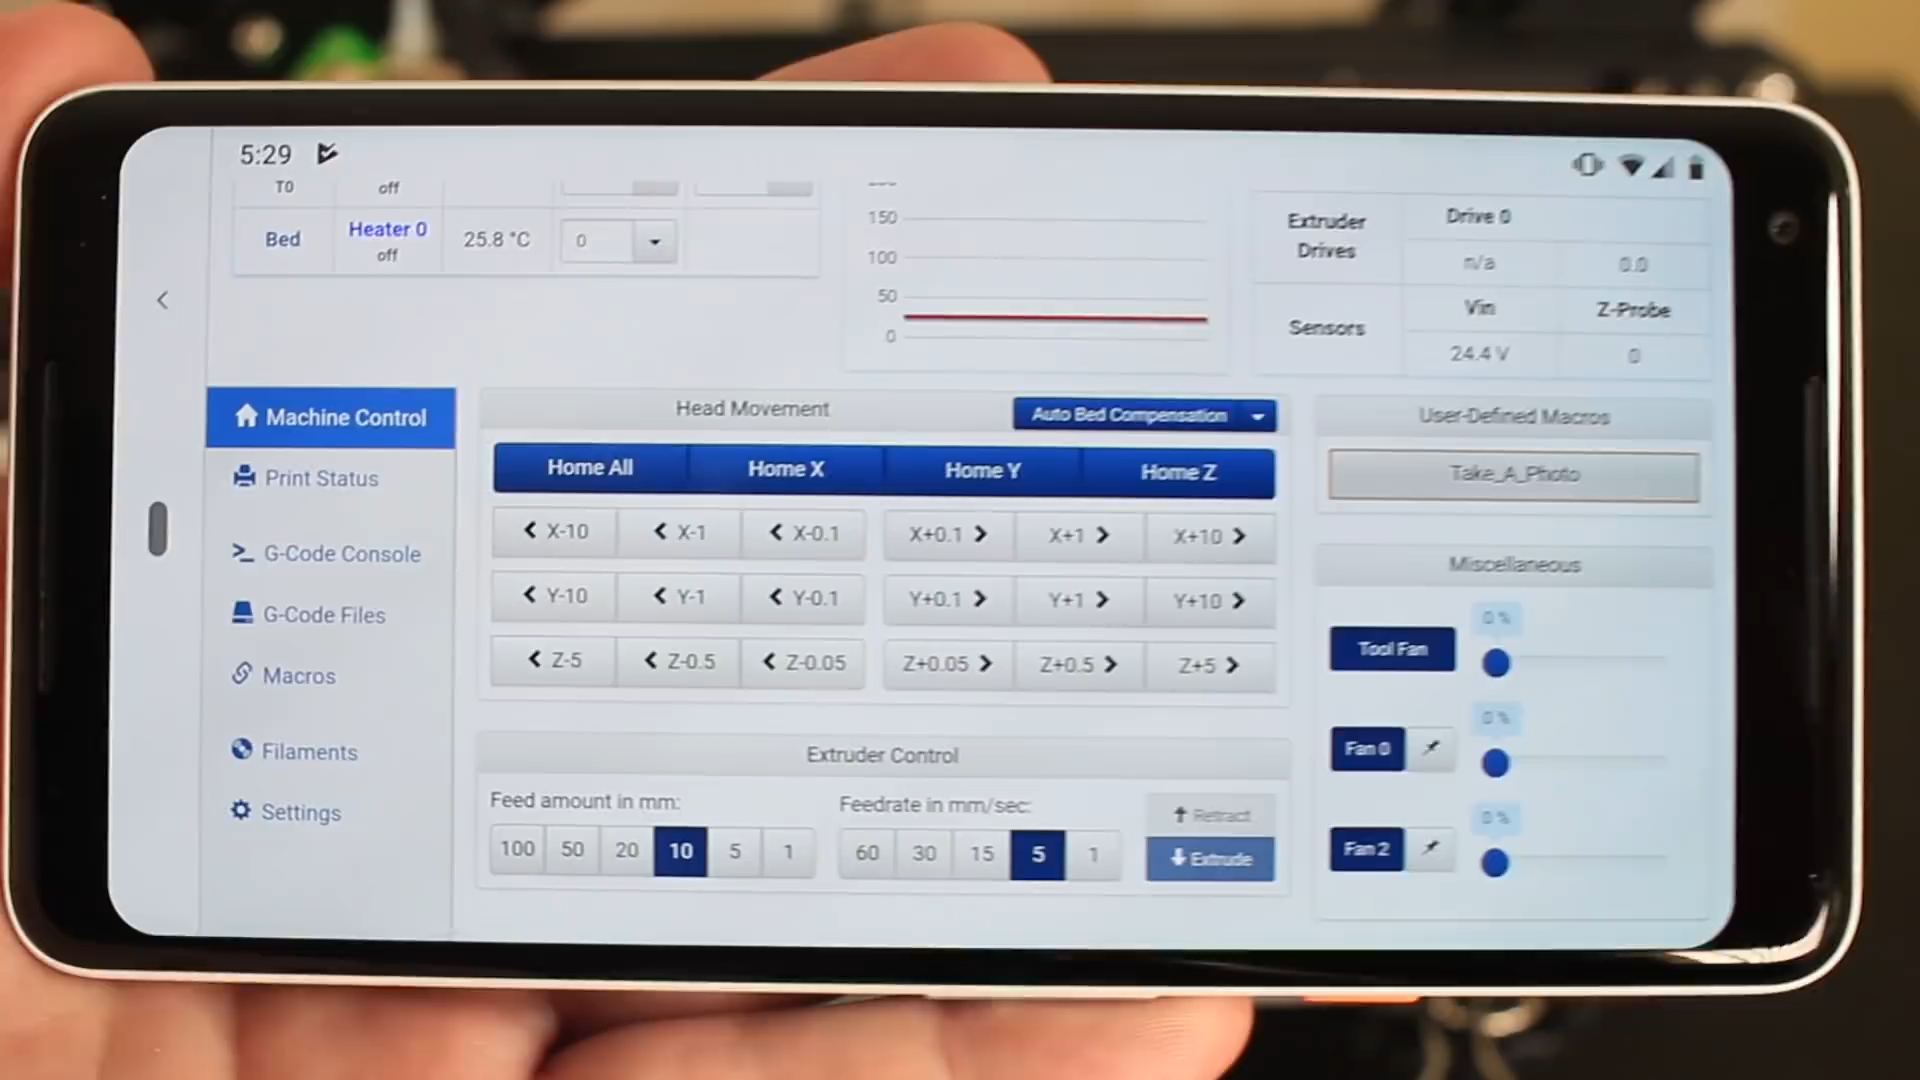 5:29
T0 off
Bed Heater 0 off 25.8 °C 0
150
100
50
0
Extruder Drives Drive 0
n/a 0.0
Sensors Vin Z-Probe
24.4 V 0
Machine Control
Print Status
G-Code Console
G-Code Files
Macros
Filaments
Settings
Head Movement Auto Bed Compensation
Home All Home X Home Y Home Z
X-10 X-1 X-0.1 X+0.1 X+1 X+10
Y-10 Y-1 Y-0.1 Y+0.1 Y+1 Y+10
Z-5 Z-0.5 Z-0.05 Z+0.05 Z+0.5 Z+5
Extruder Control
Feed amount in mm: Feedrate in mm/sec:
100 50 20 10 5 1 60 30 15 5 1
Retract
Extrude
User-Defined Macros
Take_A_Photo
Miscellaneous
0 %
Tool Fan
0 %
Fan 0
0 %
Fan 2